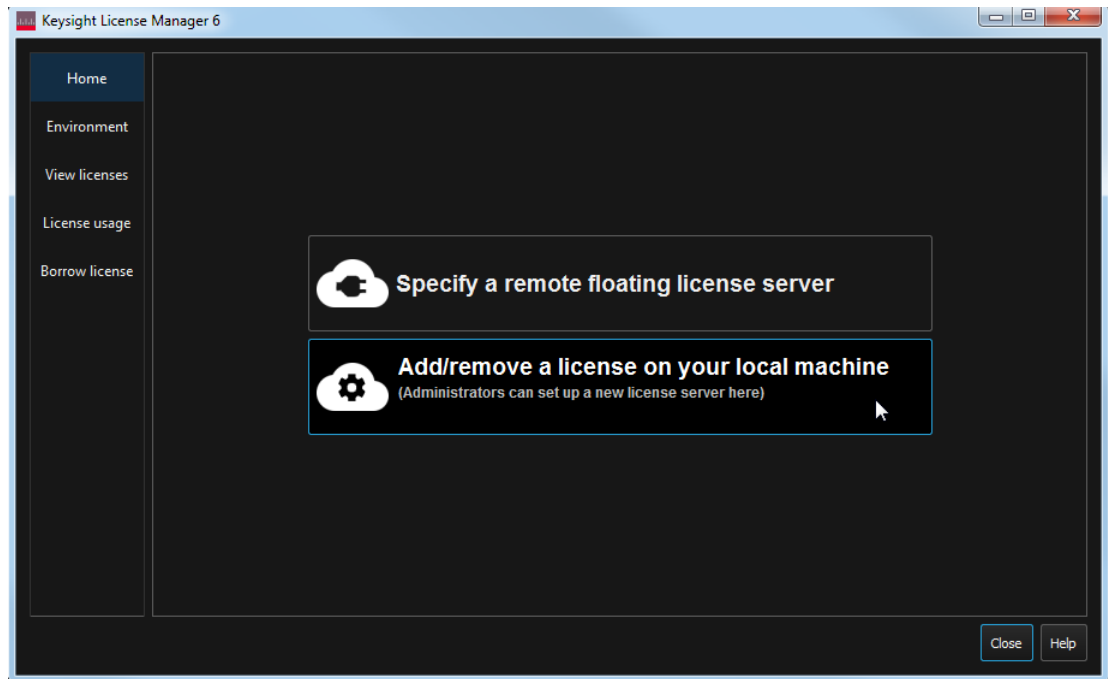 Keysight License Manager 6
Home
Environment
View licenses
License usage
Borrow license
Specify a remote floating license server
Add/remove a license on your local machine
(Administrators can set up a new license server here)
Close
Help